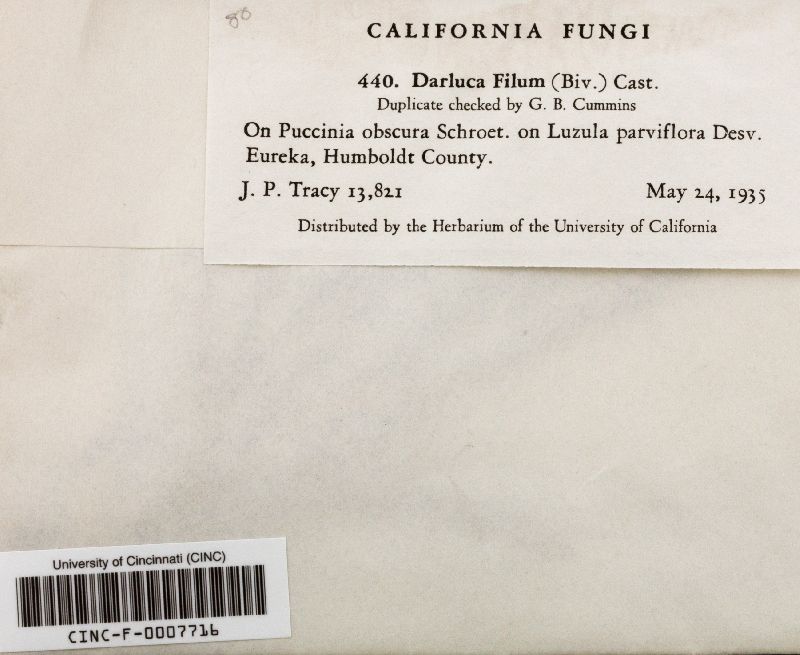 80
CALIFORNIA FUNGI
440. Darluca Filum (Biv.) Cast.
Duplicate checked by G. B. Cummins
On Puccinia obscura Schroet. on Luzula parviflora Desv.
Eureka, Humboldt County.
J. P. Tracy 13,821 May 24, 1935
Distributed by the Herbarium of the University of California
University of Cincinnati (CINC)
CINC-F-0007716